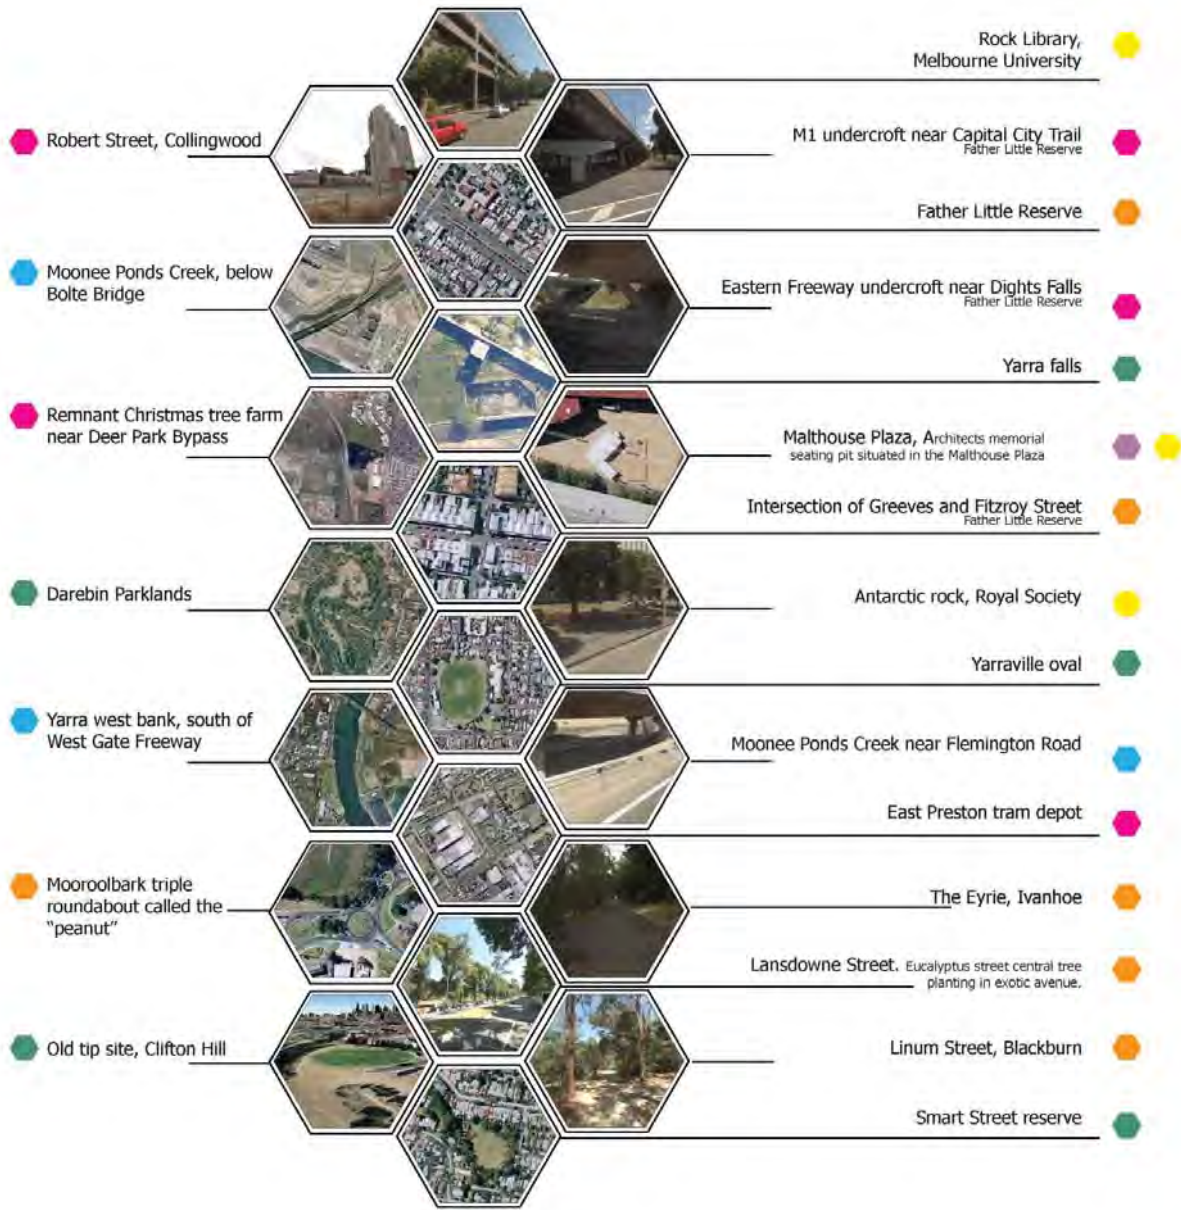 Rock Library,
Melbourne University
Robert Street, Collingwood
M1 undercroft near Capital City Trail
Father Little Reserve
Father Little Reserve
Moonee Ponds Creek, below
Bolte Bridge
Eastern Freeway undercroft near Dights Falls
Father Little Reserve
Yarra falls
Remnant Christmas tree farm
near Deer Park Bypass
Malthouse Plaza, Architects memorial
seating pit situated in the Malthouse Plaza
Intersection of Greeves and Fitzroy Street
Father Little Reserve
Darebin Parklands
Antarctic rock, Royal Society
Yarraville oval
Yarra west bank, south of
West Gate Freeway
Moonee Ponds Creek near Flemington Road
East Preston tram depot
Mooroolbark triple
roundabout called the
"peanut"
The Eyrie, Ivanhoe
Lansdowne Street. Eucalyptus street central tree
planting in exotic avenue.
Old tip site, Clifton Hill
Linum Street, Blackburn
Smart Street reserve